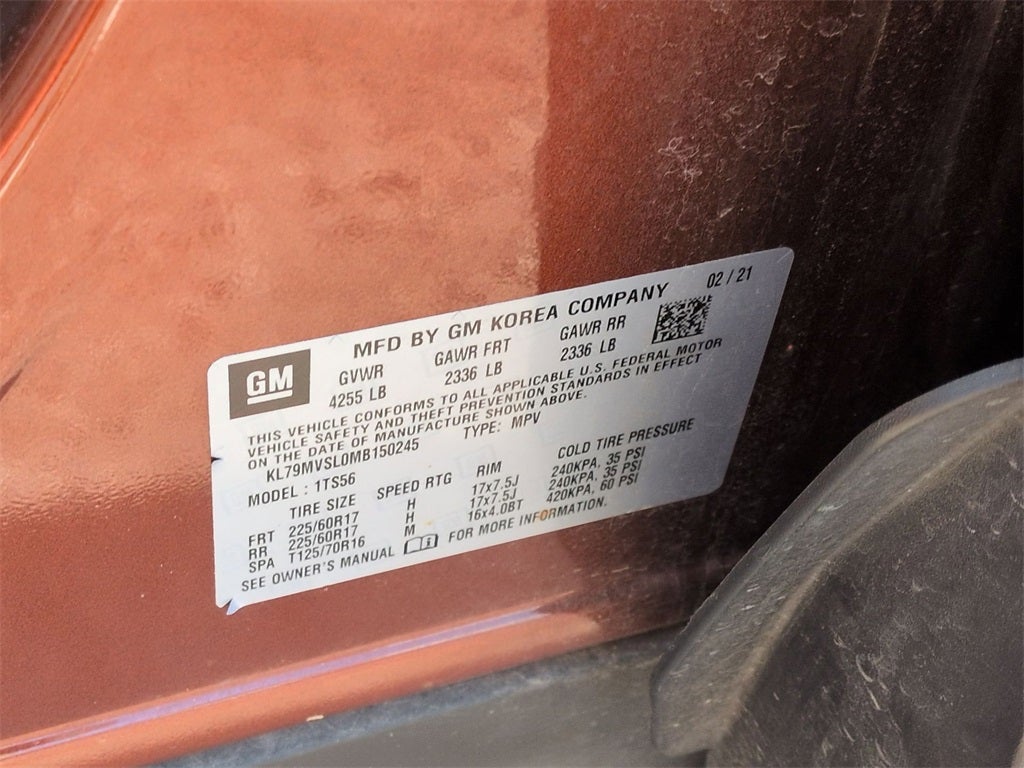 MFD BY GM KOREA COMPANY 02 / 21
GM
GVWR GAWR FRT GAWR RR
4255 LB 2336 LB 2336 LB
THIS VEHICLE CONFORMS TO ALL APPLICABLE U.S. FEDERAL MOTOR
VEHICLE SAFETY AND THEFT PREVENTION STANDARDS IN EFFECT
ON THE DATE OF MANUFACTURE SHOWN ABOVE.
KL79MVSL0MB150245 TYPE: MPV
MODEL : 1TS56
TIRE SIZE SPEED RTG RIM COLD TIRE PRESSURE
FRT 225/60R17 H 17x7.5J 240KPA, 35 PSI
RR 225/60R17 H 17x7.5J 240KPA, 35 PSI
SPA T125/70R16 M 16x4.0BT 420KPA, 60 PSI
SEE OWNER'S MANUAL FOR MORE INFORMATION.